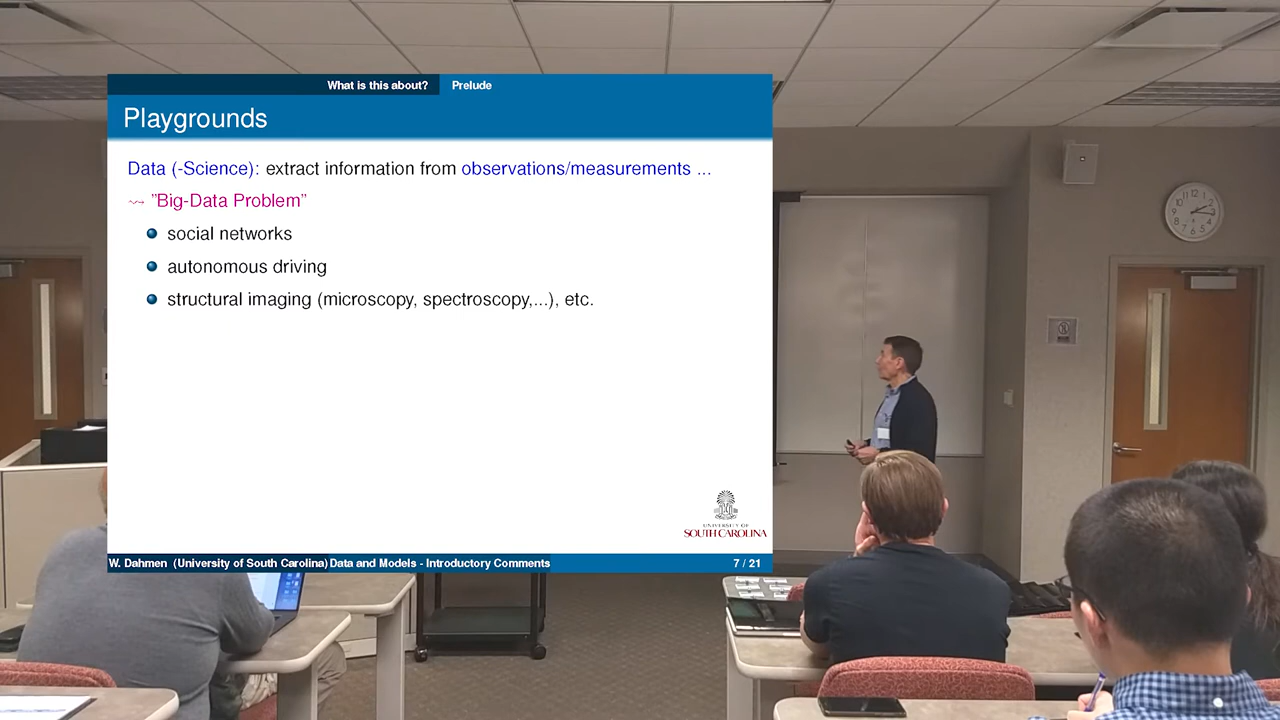 What is this about? Prelude
Playgrounds
Data (-Science): extract information from observations/measurements ...
⇝ ”Big-Data Problem”
social networks
autonomous driving
structural imaging (microscopy, spectroscopy,...), etc.
UNIVERSITY OF
SOUTH CAROLINA
W. Dahmen (University of South Carolina) Data and Models - Introductory Comments 7 / 21